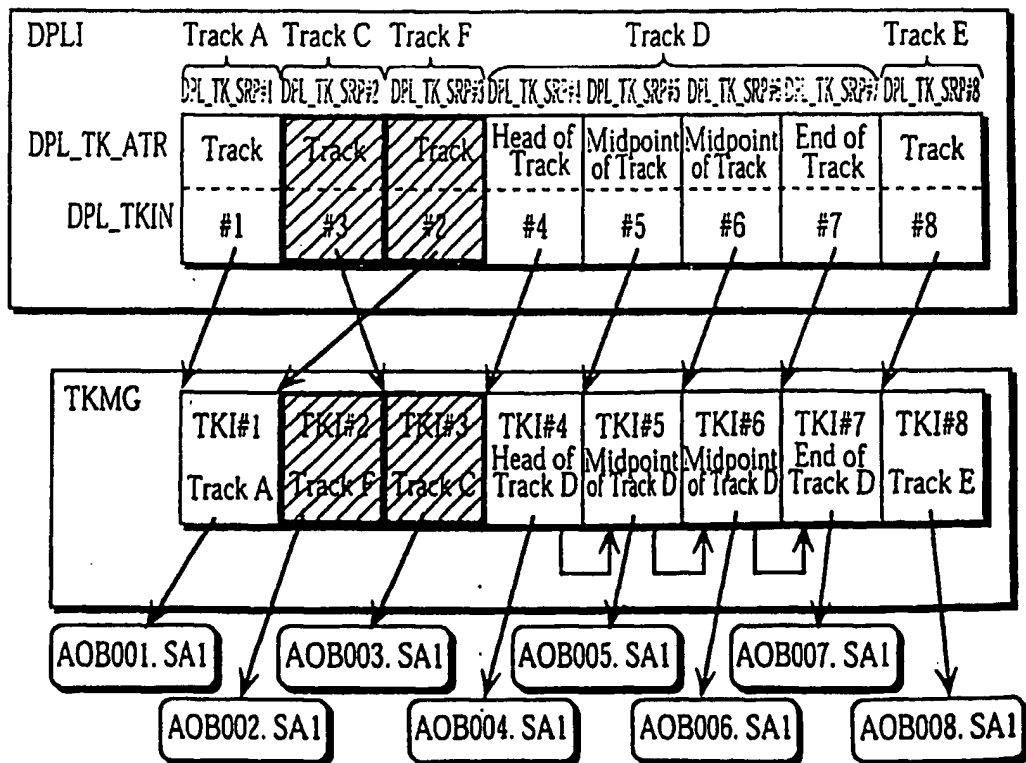 DPLI Track A Track C Track F Track D Track E
DPL_TK_SRP#1 DPL_TK_SRP#2 DPL_TK_SRP#3 DPL_TK_SRP#4 DPL_TK_SRP#5 DPL_TK_SRP#6 DPL_TK_SRP#7 DPL_TK_SRP#8
DPL_TK_ATR Track Track Track Head of Track Midpoint of Track Midpoint of Track End of Track Track
DPL_TKIN #1 #3 #2 #4 #5 #6 #7 #8
TKMG
TKI#1 TKI#2 TKI#3 TKI#4 TKI#5 TKI#6 TKI#7 TKI#8
Track A Track F Track C Head of Track D Midpoint of Track D Midpoint of Track D End of Track D Track E
AOB001. SA1 AOB003. SA1 AOB005. SA1 AOB007. SA1
AOB002. SA1 AOB004. SA1 AOB006. SA1 AOB008. SA1